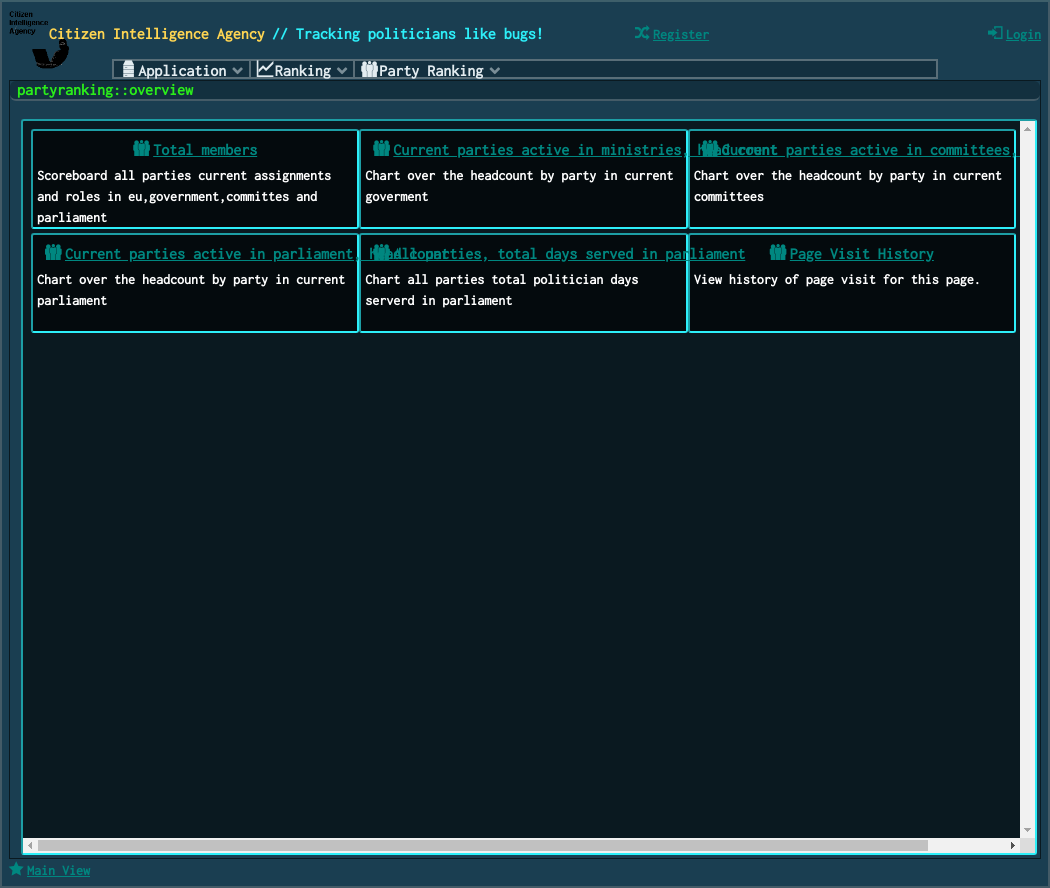 Citizen
Intelligence
Agency
Citizen Intelligence Agency // Tracking politicians like bugs!
Register
Login
Application
Ranking
Party Ranking
partyranking::overview
Total members
Scoreboard all parties current assignments
and roles in eu,government,committes and
parliament
Current parties active in ministries, head count
Chart over the headcount by party in current
goverment
Current parties active in committees,
Chart over the headcount by party in current
committees
Current parties active in parliament, head count
Chart over the headcount by party in current
parliament
All parties, total days served in parliament
Chart all parties total politician days
serverd in parliament
Page Visit History
View history of page visit for this page.
Main View